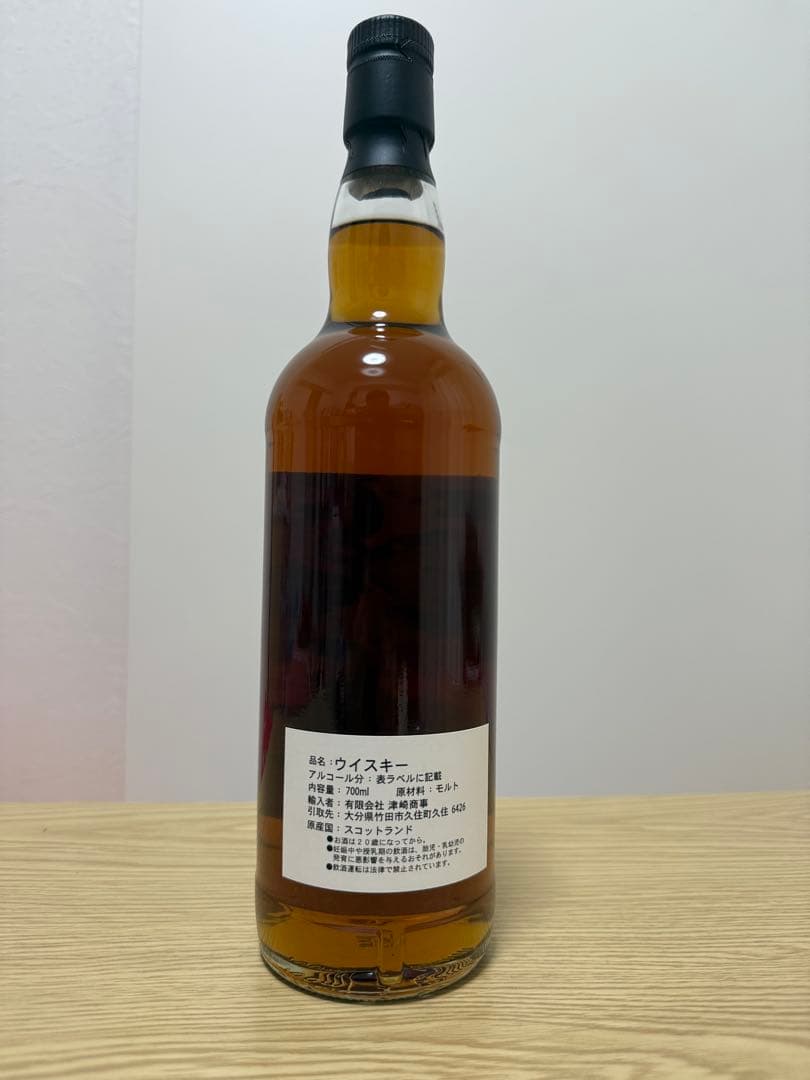 品名：ウイスキー
アルコール分：表ラベルに記載
内容量：700ml 原材料：モルト
輸入者：有限会社 津崎商事
引取先：大分県竹田市久住町久住 6426
原産国：スコットランド
●お酒は20歳になってから。
●妊娠中や授乳期の飲酒は、胎児・乳幼児の
発育に悪影響を与えるおそれがあります。
●飲酒運転は法律で禁止されています。